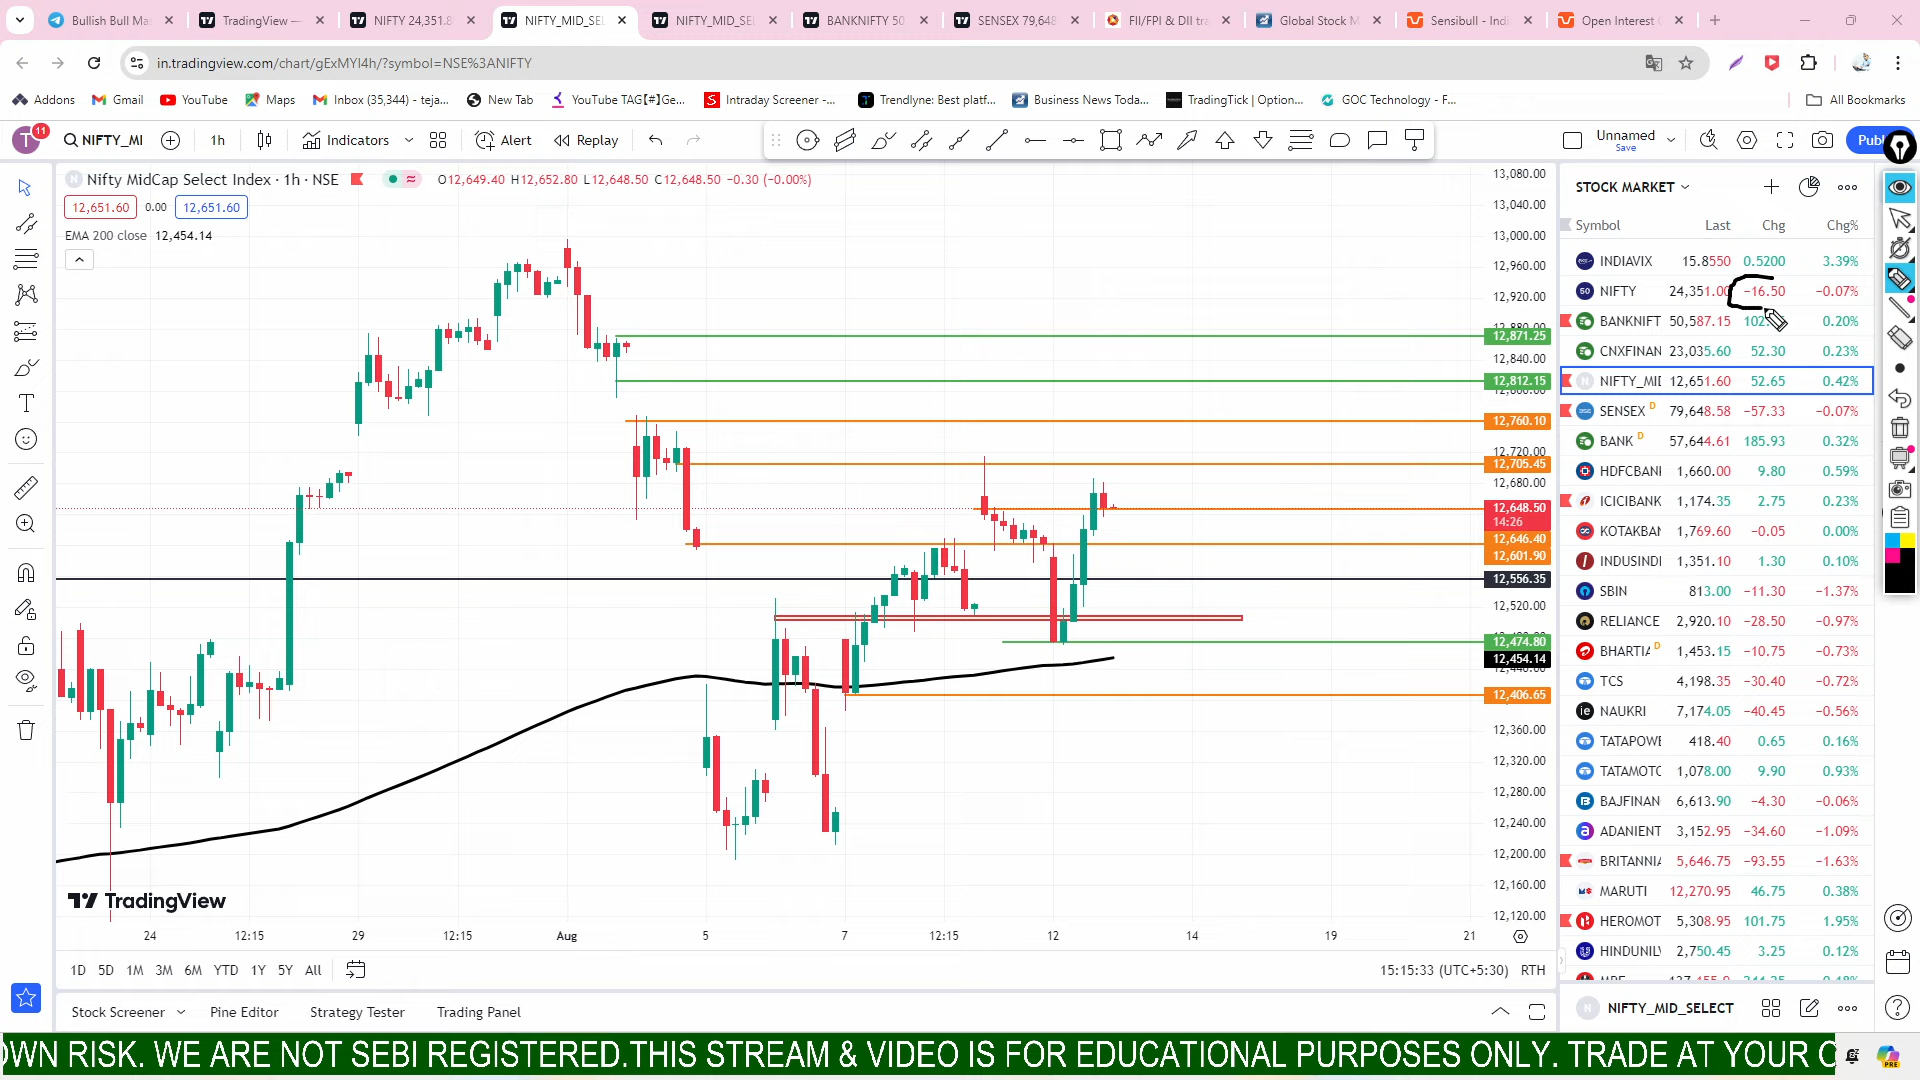 Bullish Bull Ma
TradingView —
NIFTY 24,351.8
NIFTY_MID_SEL
NIFTY_MID_SEL
BANKNIFTY 50
SENSEX 79,648
FII/FPI & DII tra
Global Stock M
Sensibull - Indi
Open Interest
in.tradingview.com/chart/gExMYI4h/?symbol=NSE%3ANIFTY
Addons
Gmail
YouTube
Maps
Inbox (35,344) - teja...
New Tab
YouTube TAG【#】Ge...
Intraday Screener -...
Trendlyne: Best platf...
Business News Toda...
TradingTick | Option...
GOC Technology - F...
All Bookmarks
T 11
NIFTY_MI
1h
Indicators
Alert
Replay
Unnamed
Save
Nifty MidCap Select Index · 1h · NSE
O12,649.40 H12,652.80 L12,648.50 C12,648.50 −0.30 (−0.00%)
12,651.60 0.00 12,651.60
EMA 200 close 12,454.14
13,080.00
13,040.00
13,000.00
12,960.00
12,920.00
12,871.25
12,840.00
12,812.15
12,760.10
12,720.00
12,705.45
12,680.00
12,648.50
14:26
12,646.40
12,601.90
12,556.35
12,520.00
12,474.80
12,454.14
12,406.65
12,360.00
12,320.00
12,280.00
12,240.00
12,200.00
12,160.00
12,120.00
24 12:15 29 12:15 Aug 5 7 12:15 12 14 19 21
TradingView
1D 5D 1M 3M 6M YTD 1Y 5Y All
15:15:33 (UTC+5:30) RTH
Stock Screener
Pine Editor
Strategy Tester
Trading Panel
STOCK MARKET
Symbol Last Chg Chg%
INDIAVIX 15.8550 0.5200 3.39%
NIFTY 24,351.00 −16.50 −0.07%
BANKNIFT 50,587.15 0.20%
CNXFINAN 23,035.60 52.30 0.23%
NIFTY_MID 12,651.60 52.65 0.42%
SENSEX D 79,648.58 −57.33 −0.07%
BANK D 57,644.61 185.93 0.32%
HDFCBANI 1,660.00 9.80 0.59%
ICICIBANK 1,174.35 2.75 0.23%
KOTAKBAN 1,769.60 −0.05 0.00%
INDUSIND 1,351.10 1.30 0.10%
SBIN 813.00 −11.30 −1.37%
RELIANCE 2,920.10 −28.50 −0.97%
BHARTIA D 1,453.15 −10.75 −0.73%
TCS 4,198.35 −30.40 −0.72%
NAUKRI 7,174.05 −40.45 −0.56%
TATAPOWE 418.40 0.65 0.16%
TATAMOTO 1,078.00 9.90 0.93%
BAJFINAN 6,613.90 −4.30 −0.06%
ADANIENT 3,152.95 −34.60 −1.09%
BRITANNIA 5,646.75 −93.55 −1.63%
MARUTI 12,270.95 46.75 0.38%
HEROMOT 5,308.95 101.75 1.95%
HINDUNIL 2,750.45 3.25 0.12%
NIFTY_MID_SELECT
OWN RISK. WE ARE NOT SEBI REGISTERED.THIS STREAM & VIDEO IS FOR EDUCATIONAL PURPOSES ONLY. TRADE AT YOUR O